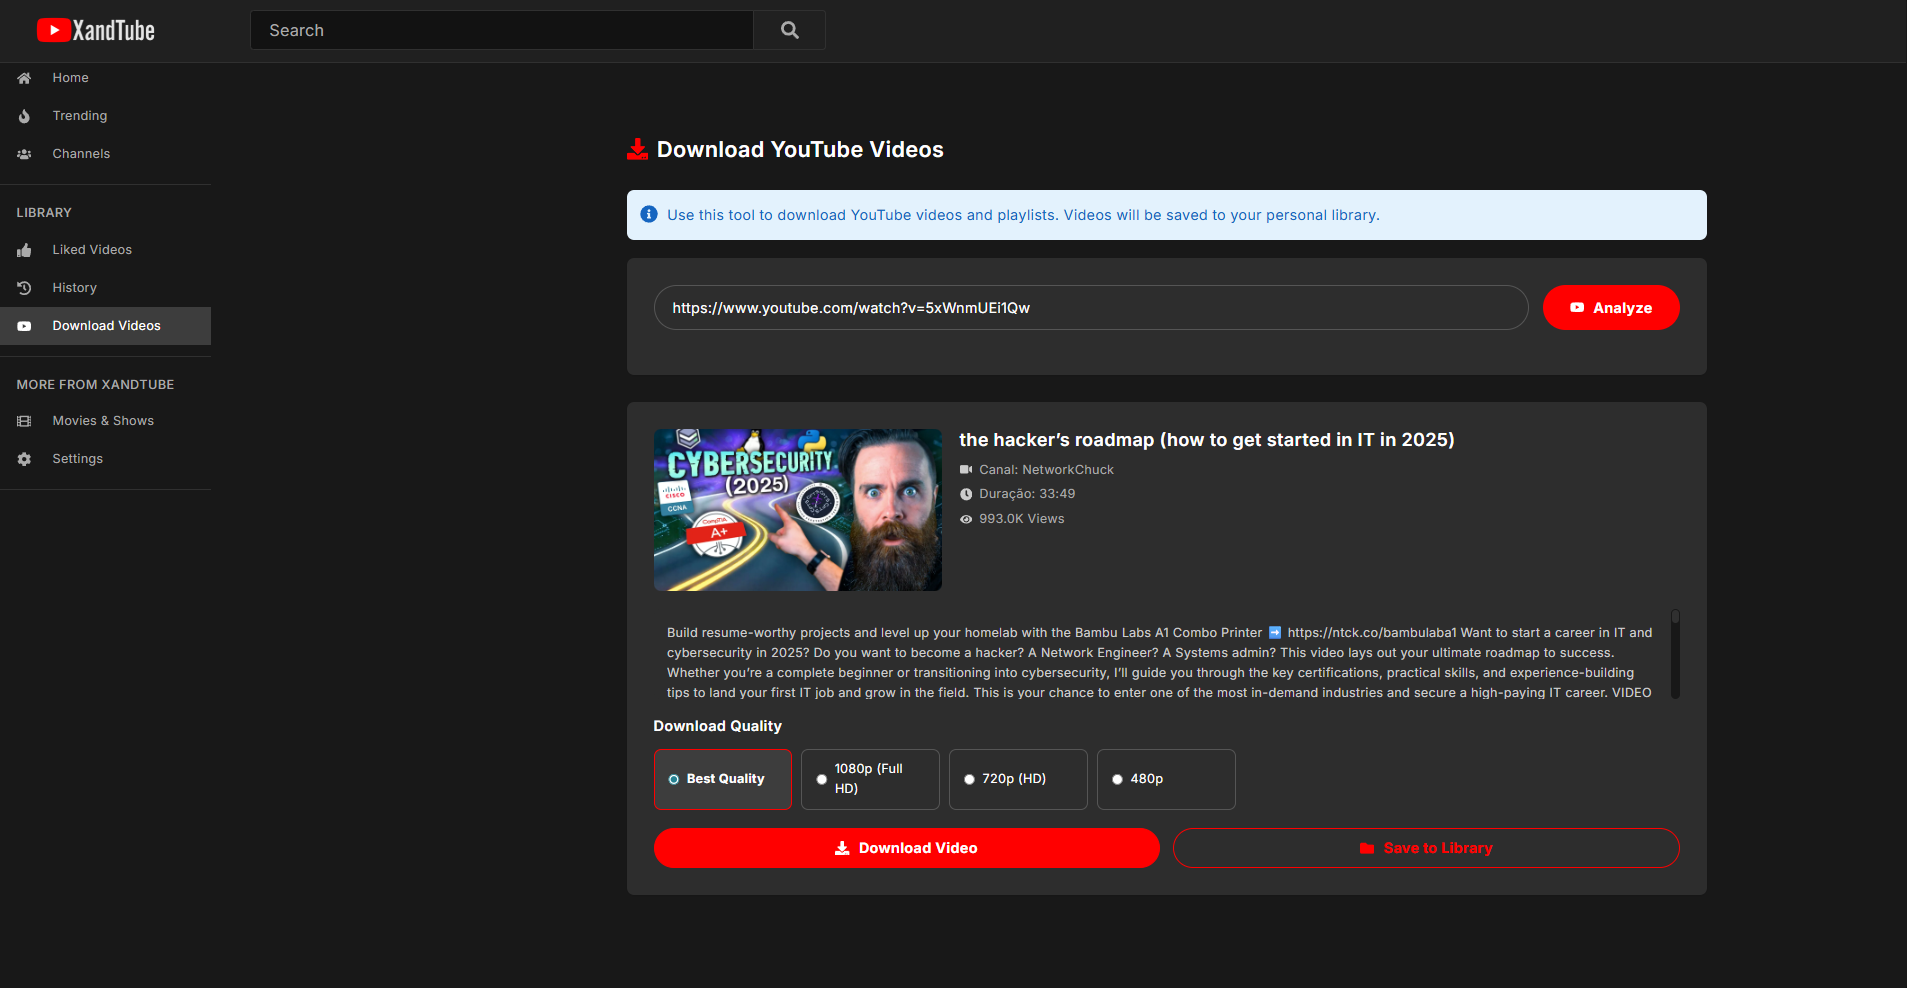 XandTube
Search
Home
Trending
Channels
LIBRARY
Liked Videos
History
Download Videos
MORE FROM XANDTUBE
Movies & Shows
Settings
Download YouTube Videos
Use this tool to download YouTube videos and playlists. Videos will be saved to your personal library.
https://www.youtube.com/watch?v=5xWnmUEi1Qw
Analyze
CYBERSECURITY
(2025)
CISCO
CCNA
CompTIA
A+
the hacker’s roadmap (how to get started in IT in 2025)
Canal: NetworkChuck
Duração: 33:49
993.0K Views
Build resume-worthy projects and level up your homelab with the Bambu Labs A1 Combo Printer ➡️ https://ntck.co/bambulaba1 Want to start a career in IT and
cybersecurity in 2025? Do you want to become a hacker? A Network Engineer? A Systems admin? This video lays out your ultimate roadmap to success.
Whether you’re a complete beginner or transitioning into cybersecurity, I’ll guide you through the key certifications, practical skills, and experience-building
tips to land your first IT job and grow in the field. This is your chance to enter one of the most in-demand industries and secure a high-paying IT career. VIDEO
Download Quality
Best Quality
1080p (Full
HD)
720p (HD)
480p
Download Video
Save to Library